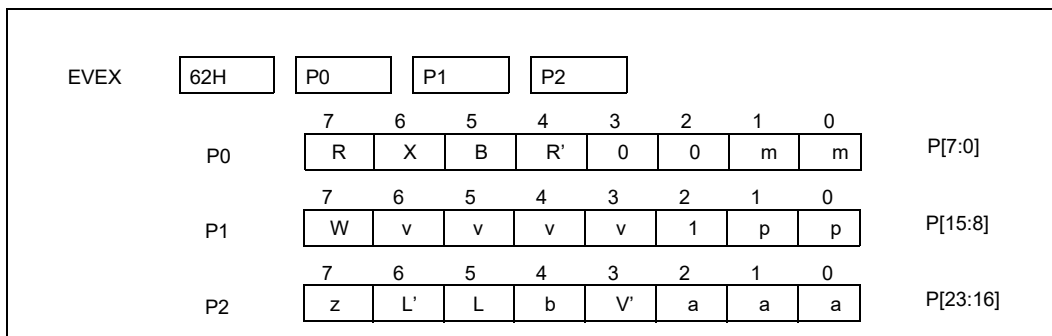 EVEX 62H P0 P1 P2
7 6 5 4 3 2 1 0
P0 R X B R’ 0 0 m m P[7:0]
7 6 5 4 3 2 1 0
P1 W v v v v 1 p p P[15:8]
7 6 5 4 3 2 1 0
P2 z L’ L b V’ a a a P[23:16]